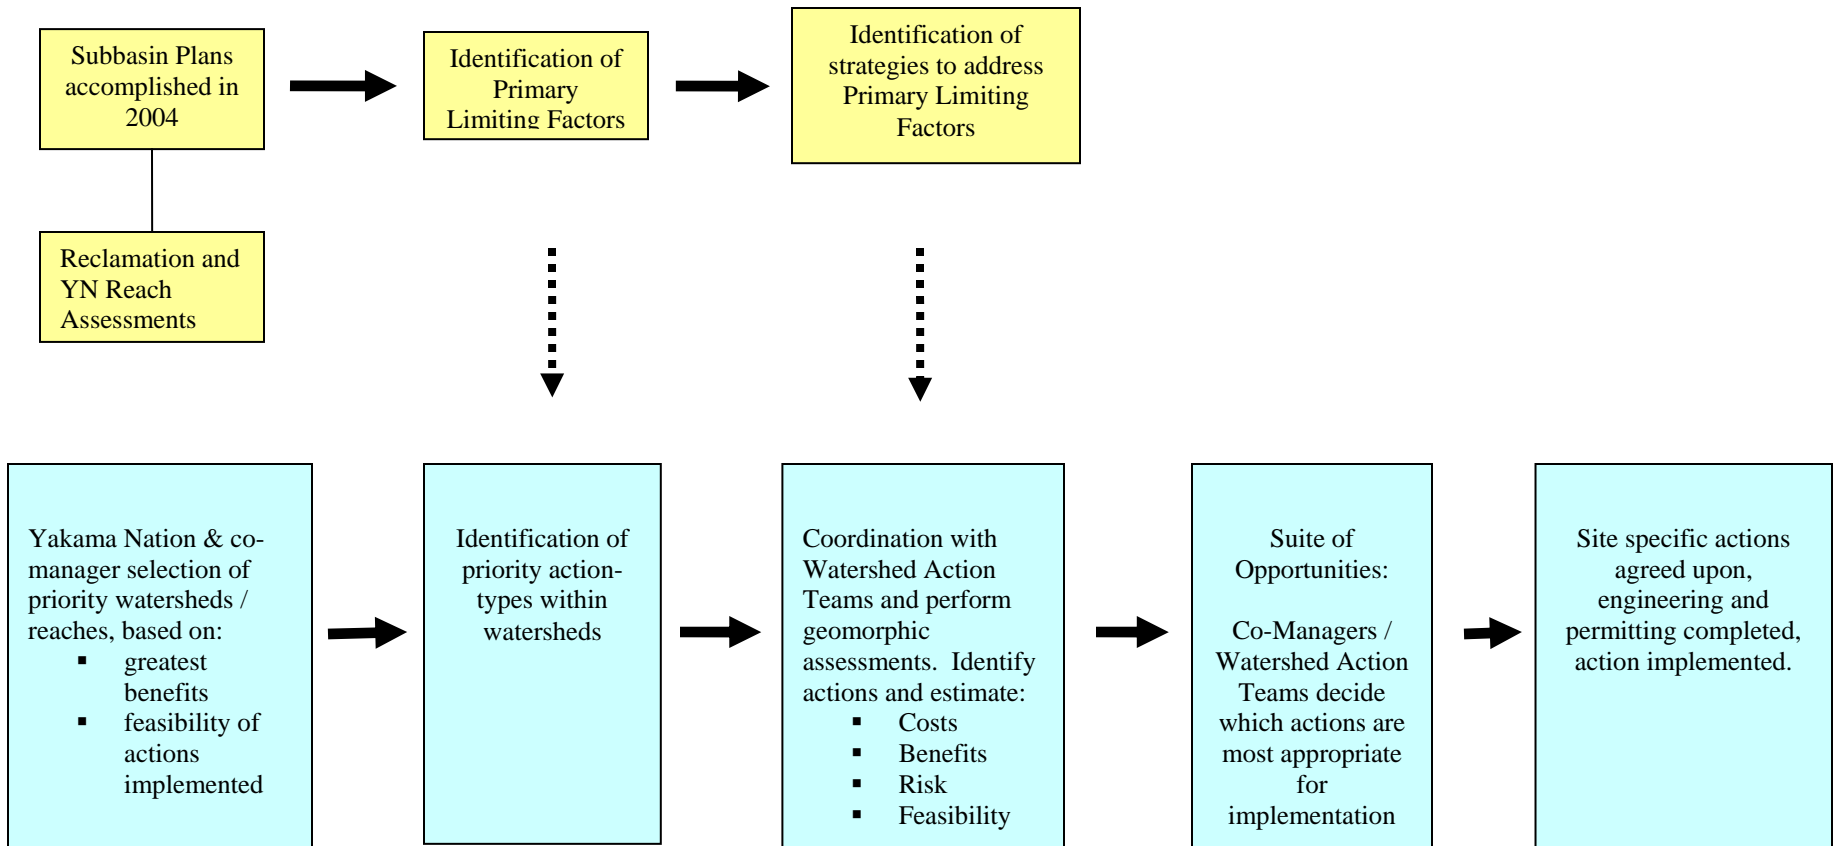 Subbasin Plans
accomplished in
2004
Identification of
Primary
Limiting Factors
Identification of
strategies to address
Primary Limiting
Factors
Reclamation and
YN Reach
Assessments
Yakama Nation & co-
manager selection of
priority watersheds /
reaches, based on:
▪ greatest
benefits
▪ feasibility of
actions
implemented
Identification of
priority action-
types within
watersheds
Coordination with
Watershed Action
Teams and perform
geomorphic
assessments.  Identify
actions and estimate:
▪ Costs
▪ Benefits
▪ Risk
▪ Feasibility
Suite of
Opportunities:
Co-Managers /
Watershed Action
Teams decide
which actions are
most appropriate
for
implementation
Site specific actions
agreed upon,
engineering and
permitting completed,
action implemented.